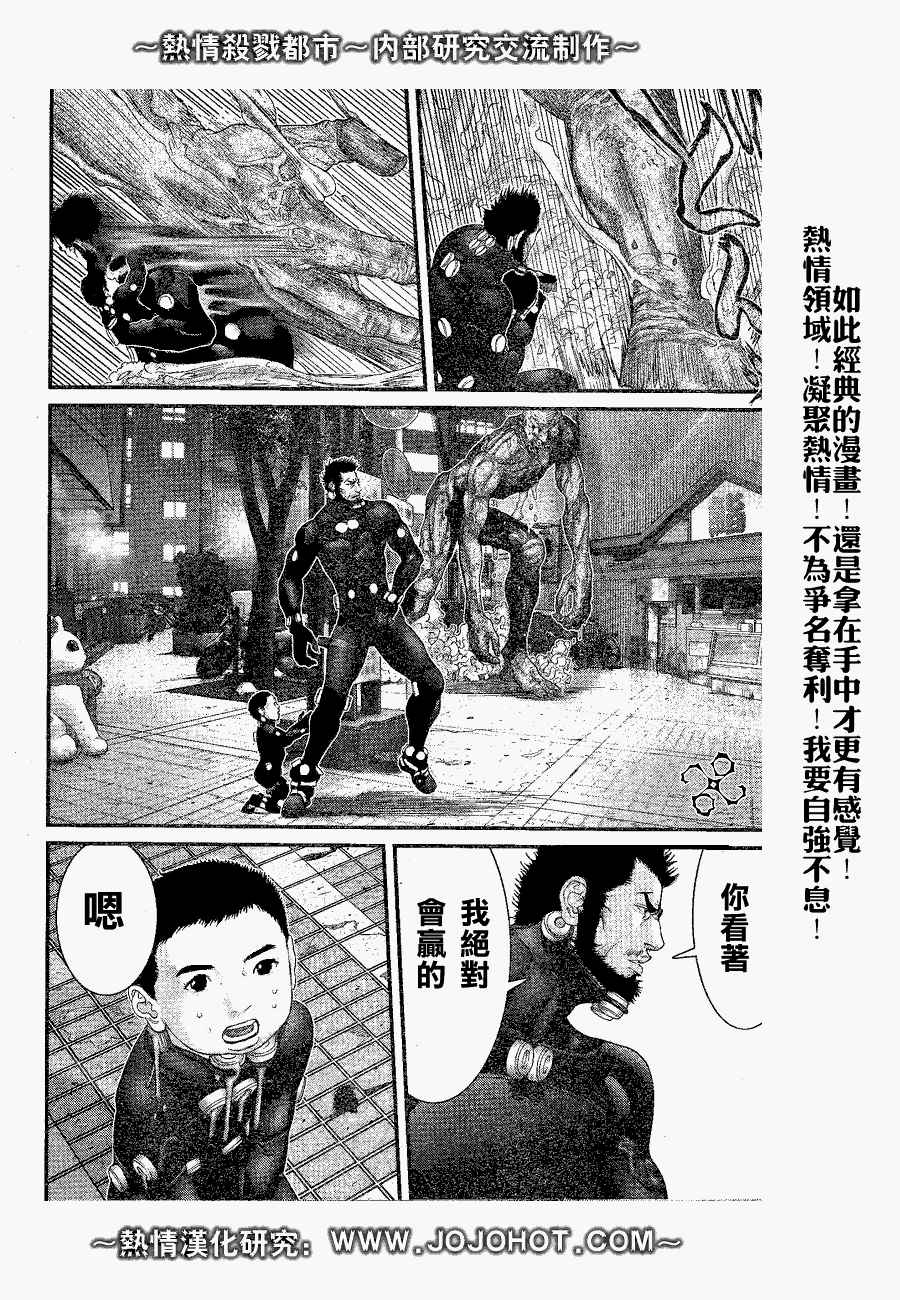 ～熱情殺戮都市～内部研究交流制作～
如此經典的漫畫！還是拿在手中才更有感覺！
熱情領域！凝聚熱情！不為爭名奪利！我要自強不息！
你看著
我絕對
會贏的
嗯
～熱情漢化研究：WWW.JOJOHOT.COM～